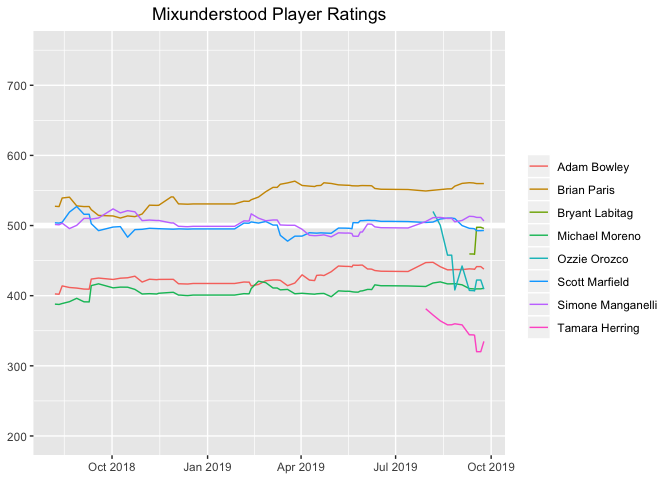 Mixunderstood Player Ratings
700
600
500
400
300
200
Oct 2018
Jan 2019
Apr 2019
Jul 2019
Oct 2019
Adam Bowley
Brian Paris
Bryant Labitag
Michael Moreno
Ozzie Orozco
Scott Marfield
Simone Manganelli
Tamara Herring